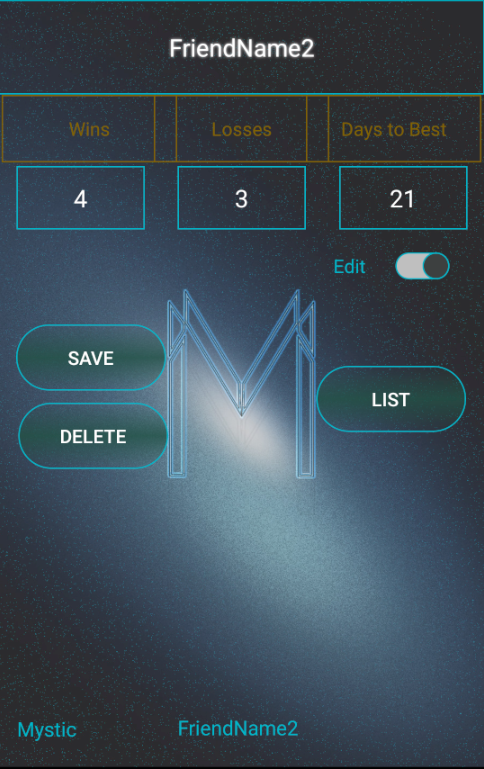 FriendName2
Wins Losses Days to Best
4 3 21
Edit
SAVE
LIST
DELETE
M
Mystic FriendName2